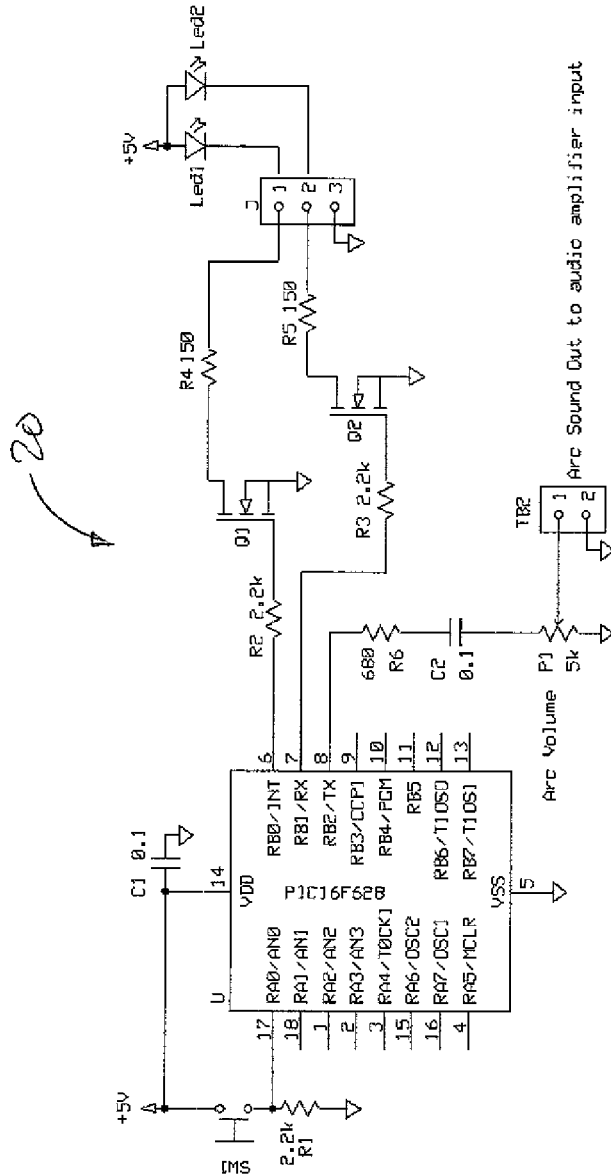 20
+5V
Led1
Led2
J
1
2
3
R4 150
R5 150
Q1
Q2
R2 2.2k
R3 2.2k
C1 0.1
+5V
IMS
2.2k
R1
U
14
VDD
PIC16F628
VSS
5
17
RA0/AN0
18
RA1/AN1
1
RA2/AN2
2
RA3/AN3
3
RA4/T0CKI
15
RA6/OSC2
16
RA7/OSC1
4
RA5/MCLR
RB0/INT
6
RB1/RX
7
RB2/TX
8
RB3/CCP1
9
RB4/PGM
10
RB5
11
RB6/T1OSO
12
RB7/T1OSI
13
680
R6
C2
0.1
Arc Volume
P1
5k
TB2
1
2
Arc Sound Out to audio amplifier input